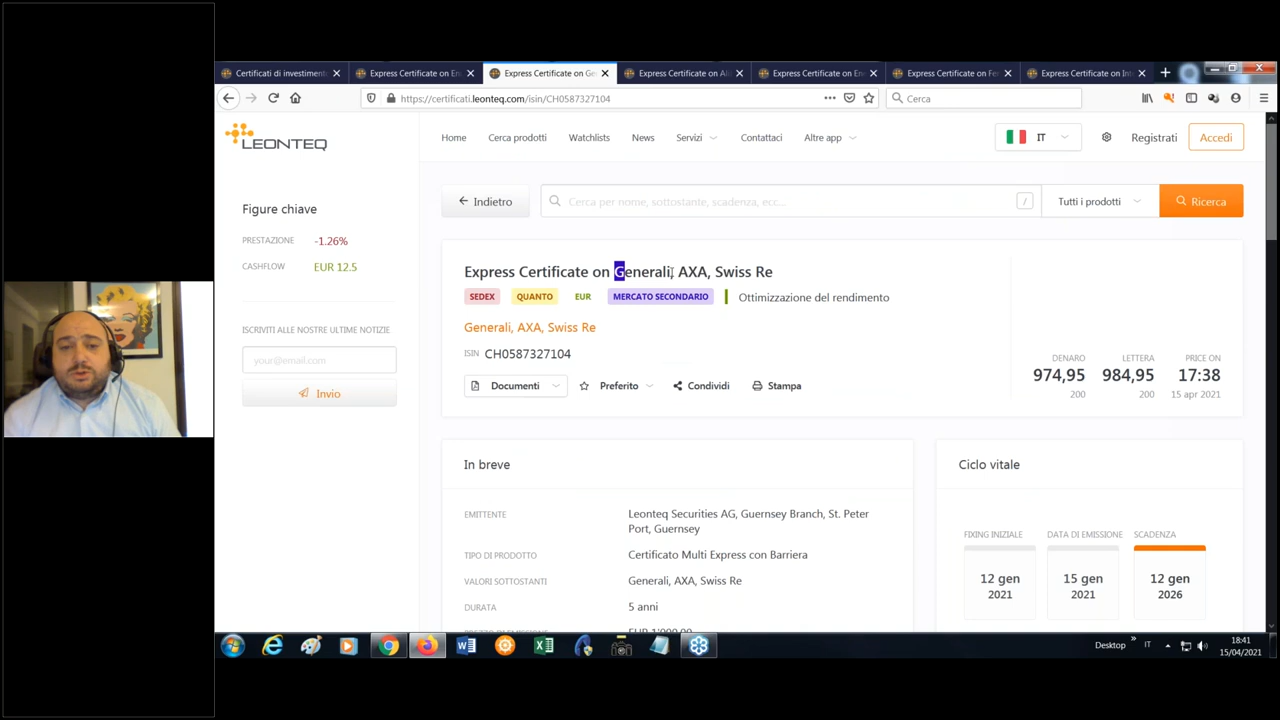 Certificati di investiment
Express Certificate on En
Express Certificate on Ge
Express Certificate on Al
Express Certificate on Ene
Express Certificate on Fer
Express Certificate on Int
https://certificati.leonteq.com/isin/CH0587327104
Cerca
LEONTEQ
Home
Cerca prodotti
Watchlists
News
Servizi
Contattaci
Altre app
IT
Registrati
Accedi
Figure chiave
PRESTAZIONE -1.26%
CASHFLOW EUR 12.5
ISCRIVITI ALLE NOSTRE ULTIME NOTIZIE
your@email.com
Invio
Indietro
Cerca per nome, sottostante, scadenza, ecc...
/
Tutti i prodotti
Ricerca
Express Certificate on Generali, AXA, Swiss Re
SEDEX QUANTO EUR MERCATO SECONDARIO Ottimizzazione del rendimento
Generali, AXA, Swiss Re
ISIN CH0587327104
Documenti
Preferito
Condividi
Stampa
DENARO LETTERA PRICE ON
974,95 984,95 17:38
200 200 15 apr 2021
In breve
EMITTENTE Leonteq Securities AG, Guernsey Branch, St. Peter
Port, Guernsey
TIPO DI PRODOTTO Certificato Multi Express con Barriera
VALORI SOTTOSTANTI Generali, AXA, Swiss Re
DURATA 5 anni
Ciclo vitale
FIXING INIZIALE DATA DI EMISSIONE SCADENZA
12 gen 15 gen 12 gen
2021 2021 2026
Desktop
IT
18:41
15/04/2021